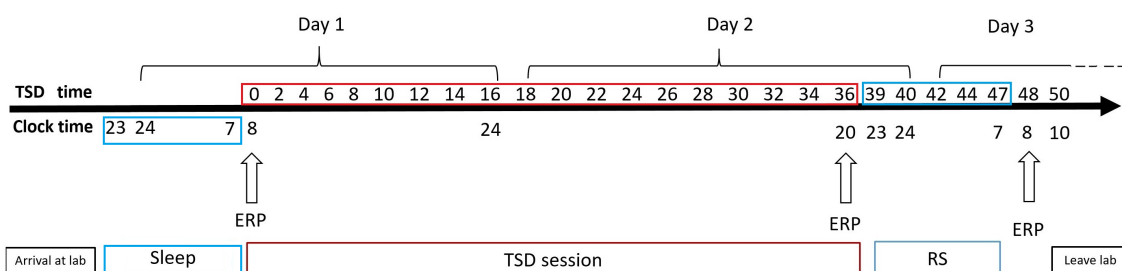 Day 1 Day 2 Day 3
TSD time 0 2 4 6 8 10 12 14 16 18 20 22 24 26 28 30 32 34 36 39 40 42 44 47 48 50
Clock time 23 24 7 8 24 20 23 24 7 8 10
ERP ERP ERP
Arrival at lab Sleep TSD session RS Leave lab